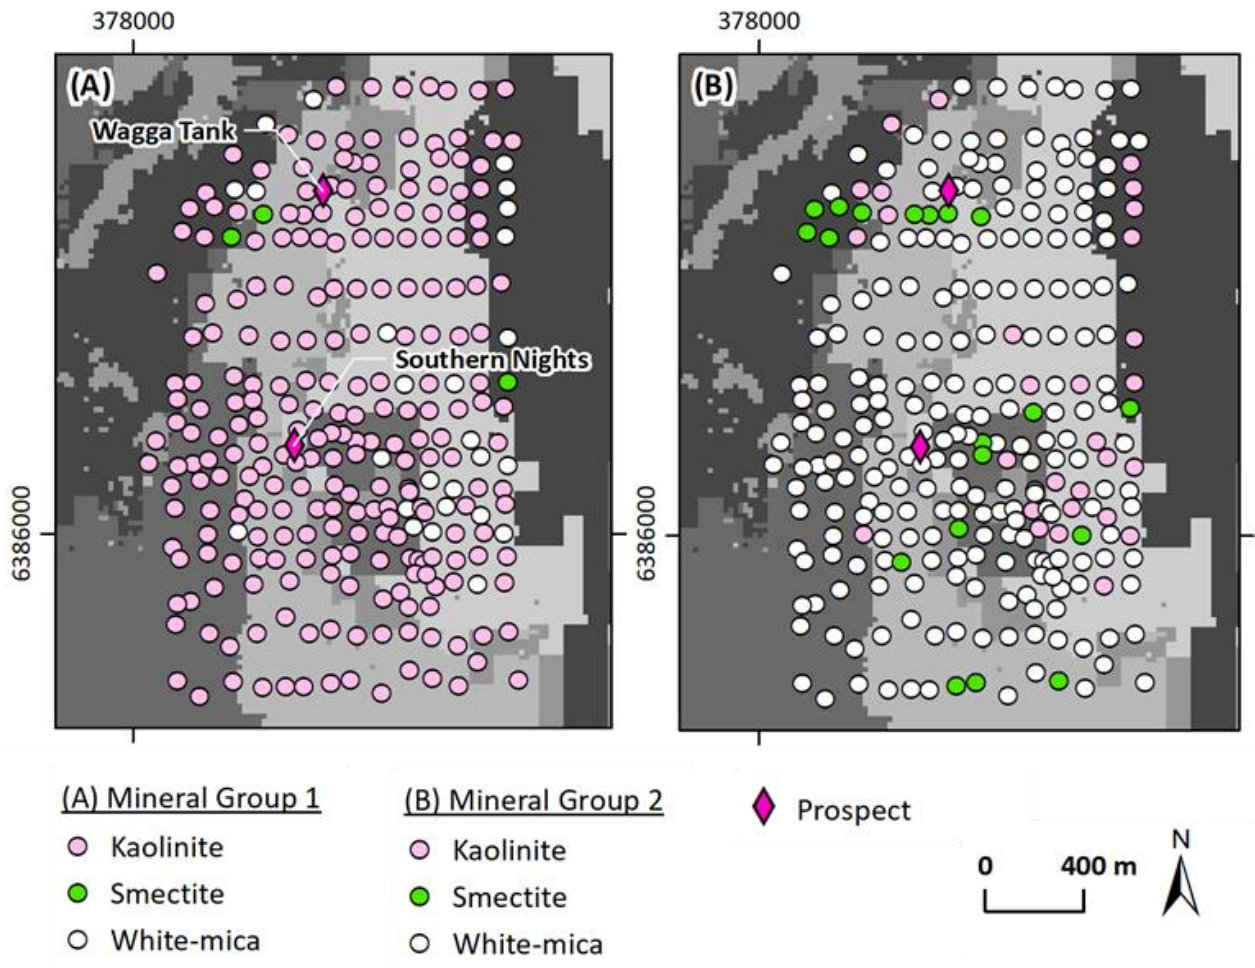 378000
378000
(A)
(B)
Wagga Tank
Southern Nights
6386000
6386000
(A) Mineral Group 1
Kaolinite
Smectite
White-mica
(B) Mineral Group 2
Kaolinite
Smectite
White-mica
Prospect
0 400 m
N